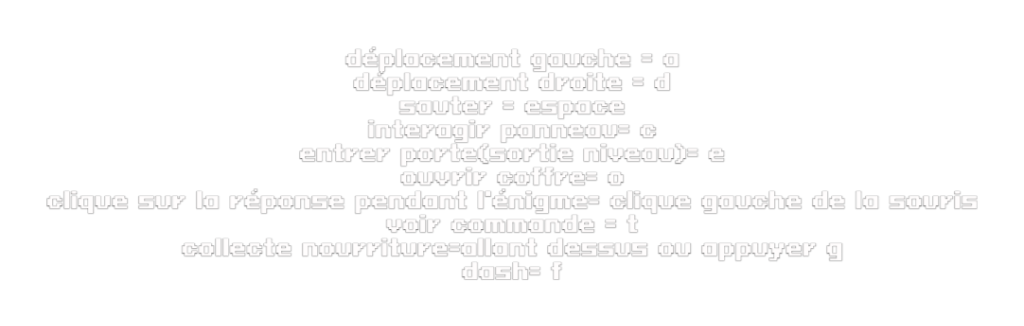 déplacement gauche = a
déplacement droite = d
sauter = espace
interagir panneau= c
entrer porte(sortie niveau)= e
ouvrir coffre= o
clique sur la réponse pendant l'énigme= clique gauche de la souris
voir commande = t
collecte nourriture=allant dessus ou appuyer g
dash= f